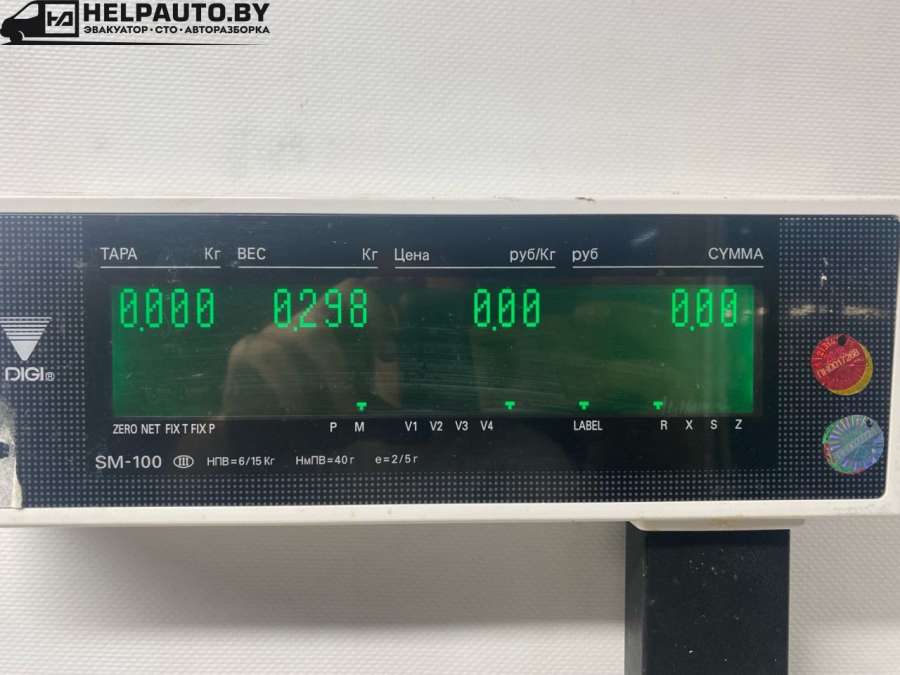 HELPAUTO.BY
ЭВАКУАТОР · СТО · АВТОРАЗБОРКА
ТАРА Кг ВЕС Кг Цена руб/Кг руб СУММА
0.000 0.298 0.00 0.00
DIGI®
ZERO NET FIX T FIX P P M V1 V2 V3 V4 LABEL R X S Z
SM-100 III НПВ=6/15 Кг НмПВ=40 г е=2/5 г